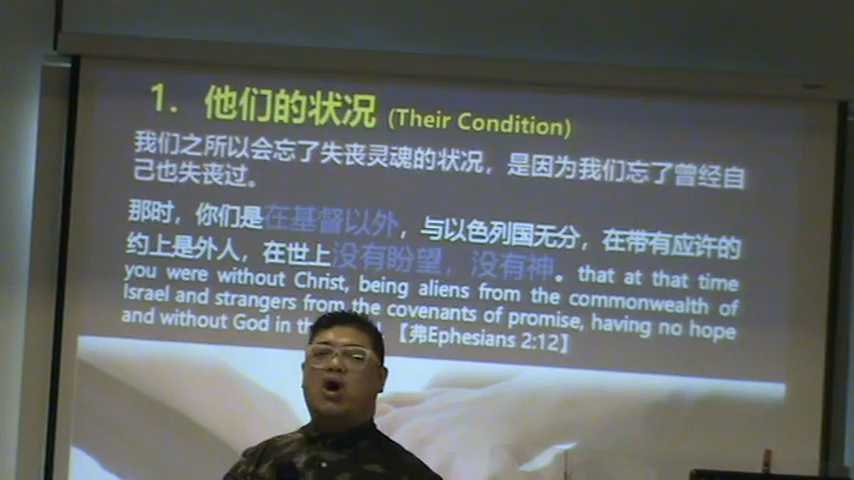 1. 他们的状况 (Their Condition)
我们之所以会忘了失丧灵魂的状况，是因为我们忘了曾经自
己也失丧过。
那时，你们是在基督以外，与以色列国无分，在带有应许的
约上是外人，在世上没有盼望，没有神。that at that time
you were without Christ, being aliens from the commonwealth of
Israel and strangers from the covenants of promise, having no hope
and without God in 【弗Ephesians 2:12】